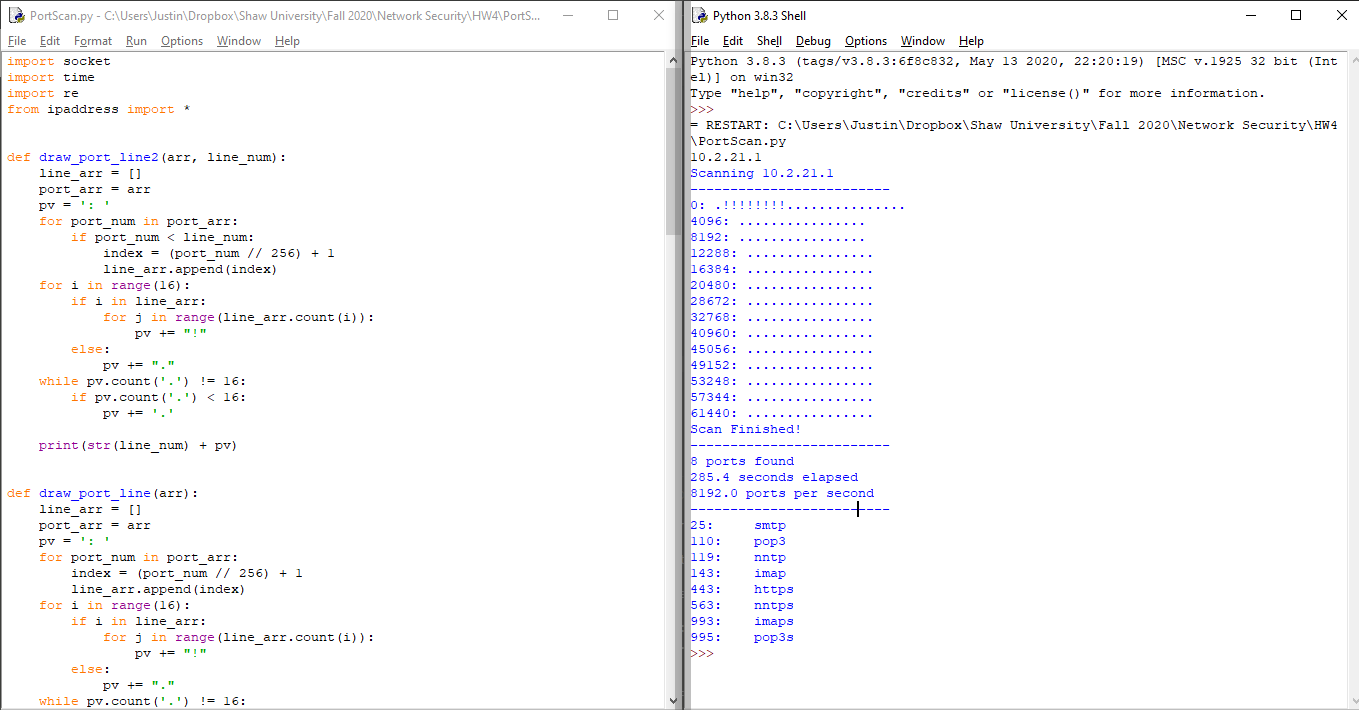 PortScan.py - C:\Users\Justin\Dropbox\Shaw University\Fall 2020\Network Security\HW4\PortS...
File Edit Format Run Options Window Help
import socket
import time
import re
from ipaddress import *
def draw_port_line2(arr, line_num):
    line_arr = []
    port_arr = arr
    pv = ': '
    for port_num in port_arr:
        if port_num < line_num:
            index = (port_num // 256) + 1
            line_arr.append(index)
    for i in range(16):
        if i in line_arr:
            for j in range(line_arr.count(i)):
                pv += "!"
        else:
            pv += "."
    while pv.count('.') != 16:
        if pv.count('.') < 16:
            pv += '.'
    print(str(line_num) + pv)
def draw_port_line(arr):
    line_arr = []
    port_arr = arr
    pv = ': '
    for port_num in port_arr:
        index = (port_num // 256) + 1
        line_arr.append(index)
    for i in range(16):
        if i in line_arr:
            for j in range(line_arr.count(i)):
                pv += "!"
        else:
            pv += "."
    while pv.count('.') != 16:
Python 3.8.3 Shell
File Edit Shell Debug Options Window Help
Python 3.8.3 (tags/v3.8.3:6f8c832, May 13 2020, 22:20:19) [MSC v.1925 32 bit (Int
el)] on win32
Type "help", "copyright", "credits" or "license()" for more information.
>>>
= RESTART: C:\Users\Justin\Dropbox\Shaw University\Fall 2020\Network Security\HW4
\PortScan.py
10.2.21.1
Scanning 10.2.21.1
-------------------------
0: .!!!!!!!!...............
4096: ................
8192: ................
12288: ................
16384: ................
20480: ................
28672: ................
32768: ................
40960: ................
45056: ................
49152: ................
53248: ................
57344: ................
61440: ................
Scan Finished!
-------------------------
8 ports found
285.4 seconds elapsed
8192.0 ports per second
-------------------------
25:     smtp
110:    pop3
119:    nntp
143:    imap
443:    https
563:    nntps
993:    imaps
995:    pop3s
>>>